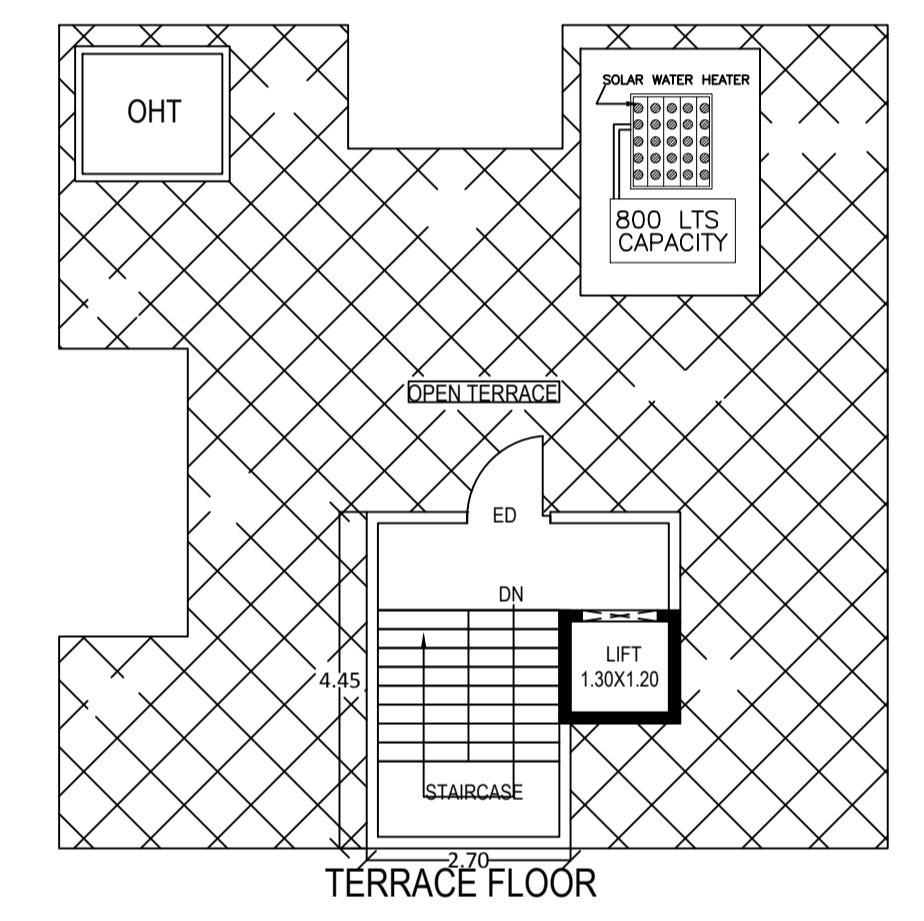 SOLAR WATER HEATER
OHT
800 LTS
CAPACITY
OPEN TERRACE
ED
DN
LIFT
1.30X1.20
4.45
STAIRCASE
2.70
TERRACE FLOOR